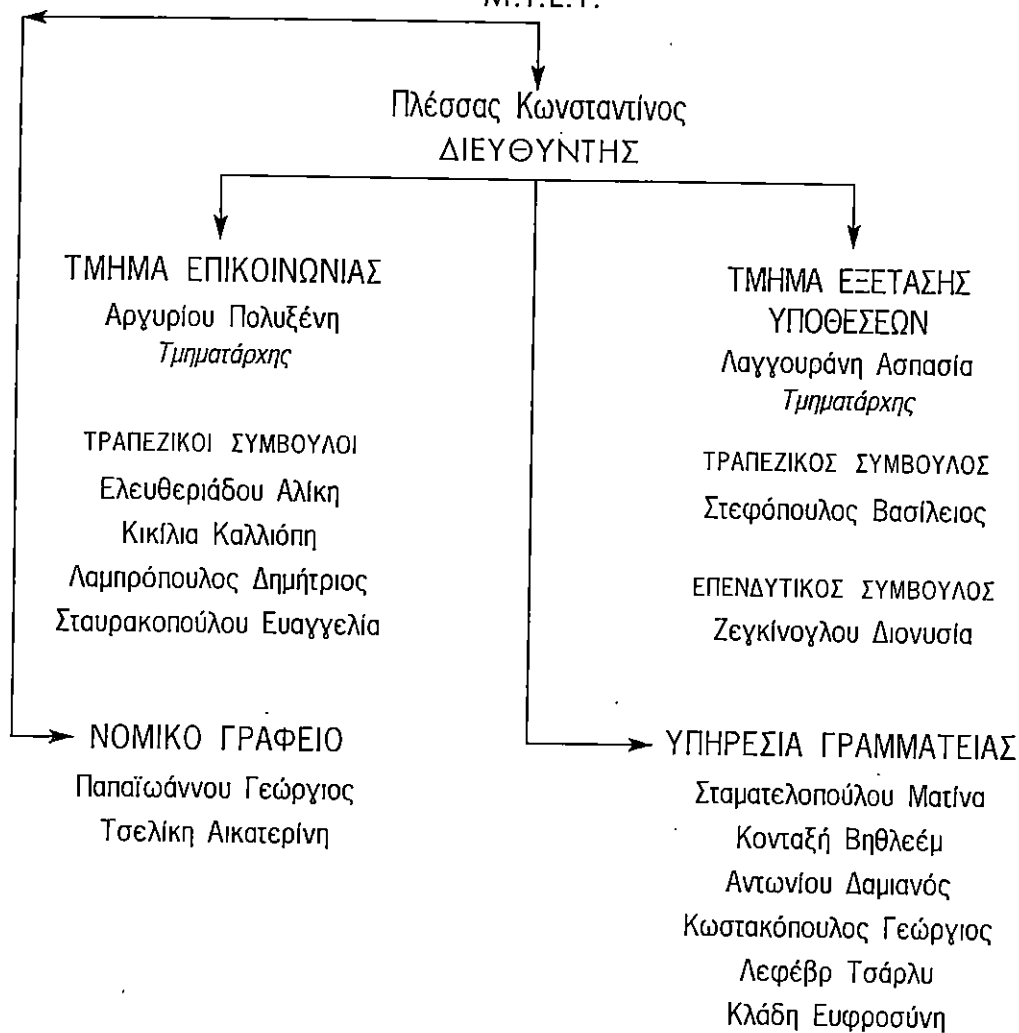 Πλέσσας Κωνσταντίνος
ΔΙΕΥΘΥΝΤΗΣ
ΤΜΗΜΑ ΕΠΙΚΟΙΝΩΝΙΑΣ
Αργυρίου Πολυξένη
Τμηματάρχης
ΤΡΑΠΕΖΙΚΟΙ ΣΥΜΒΟΥΛΟΙ
Ελευθεριάδου Αλίκη
Κικίλια Καλλιόπη
Λαμπρόπουλος Δημήτριος
Σταυρακοπούλου Ευαγγελία
ΤΜΗΜΑ ΕΞΕΤΑΣΗΣ
ΥΠΟΘΕΣΕΩΝ
Λαγγουράνη Ασπασία
Τμηματάρχης
ΤΡΑΠΕΖΙΚΟΣ ΣΥΜΒΟΥΛΟΣ
Στεφόπουλος Βασίλειος
ΕΠΕΝΔΥΤΙΚΟΣ ΣΥΜΒΟΥΛΟΣ
Ζεγκίνογλου Διονυσία
ΝΟΜΙΚΟ ΓΡΑΦΕΙΟ
Παπαϊωάννου Γεώργιος
Τσελίκη Αικατερίνη
ΥΠΗΡΕΣΙΑ ΓΡΑΜΜΑΤΕΙΑΣ
Σταματελοπούλου Ματίνα
Κονταξή Βηθλεέμ
Αντωνίου Δαμιανός
Κωστακόπουλος Γεώργιος
Λεφέβρ Τσάρλυ
Κλάδη Ευφροσύνη